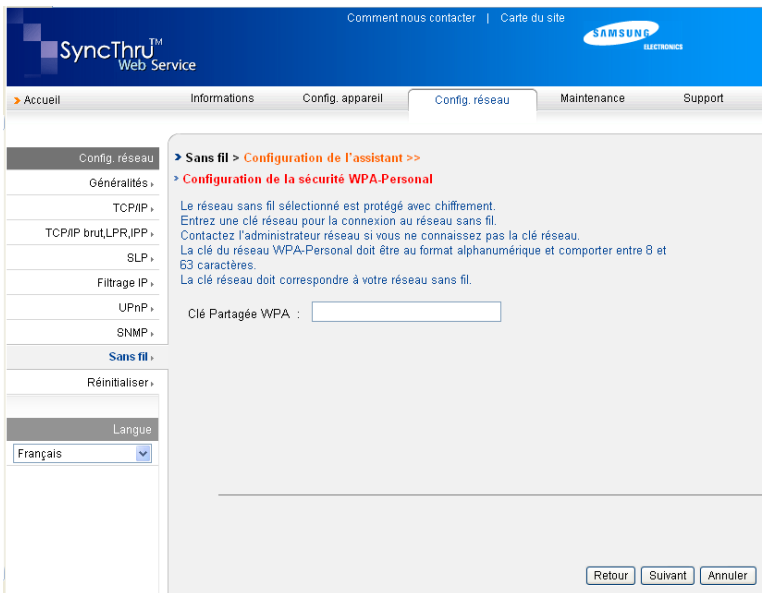 Comment nous contacter | Carte du site
SAMSUNG
ELECTRONICS
SyncThru™
Web Service
Accueil
Informations
Config. appareil
Config. réseau
Maintenance
Support
Config. réseau
Généralités
TCP/IP
TCP/IP brut,LPR,IPP
SLP
Filtrage IP
UPnP
SNMP
Sans fil
Réinitialiser
Langue
Français
Sans fil > Configuration de l'assistant >>
Configuration de la sécurité WPA-Personal
Le réseau sans fil sélectionné est protégé avec chiffrement.
Entrez une clé réseau pour la connexion au réseau sans fil.
Contactez l'administrateur réseau si vous ne connaissez pas la clé réseau.
La clé du réseau WPA-Personal doit être au format alphanumérique et comporter entre 8 et
63 caractères.
La clé réseau doit correspondre à votre réseau sans fil.
Clé Partagée WPA :
Retour
Suivant
Annuler